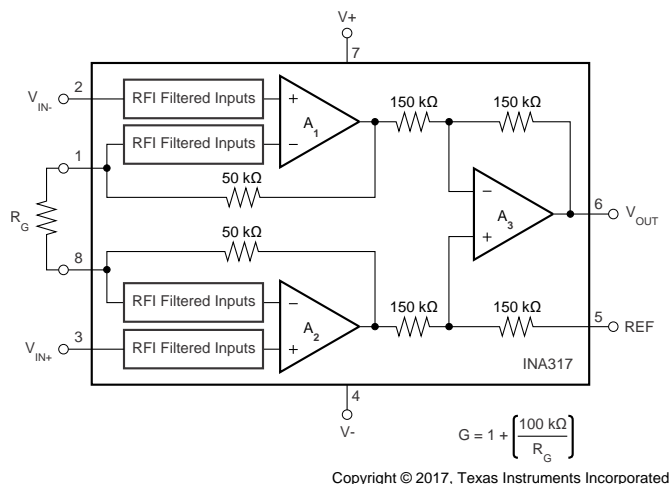 V+
7
2
V_IN-
RFI Filtered Inputs
+
A_1
150 kΩ
150 kΩ
1
RFI Filtered Inputs
−
50 kΩ
R_G
−
A_3
+
6
V_OUT
50 kΩ
8
RFI Filtered Inputs
−
A_2
150 kΩ
150 kΩ
5
REF
3
V_IN+
RFI Filtered Inputs
+
INA317
4
V-
G = 1 + (100 kΩ / R_G)
Copyright © 2017, Texas Instruments Incorporated